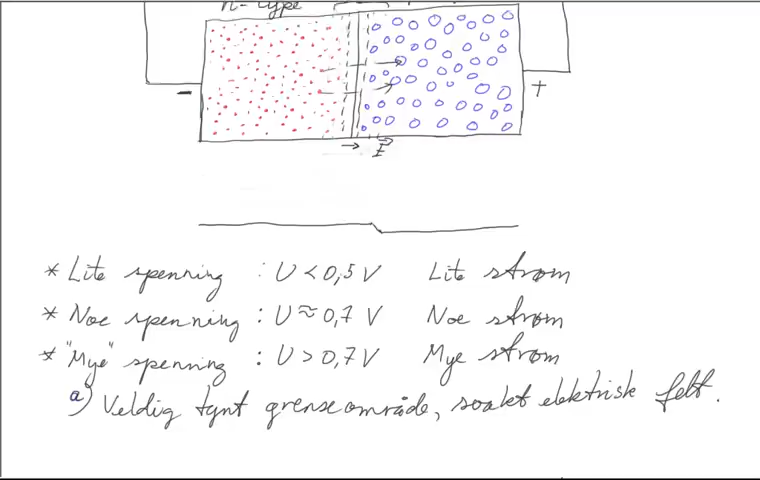 n-type
-
+
E
* Lite spenning : U < 0,5 V Lite strøm
* Noe spenning : U ≈ 0,7 V Noe strøm
* "Mye" spenning : U > 0,7 V Mye strøm
a) Veldig tynt grenseområde, svakt elektrisk felt.